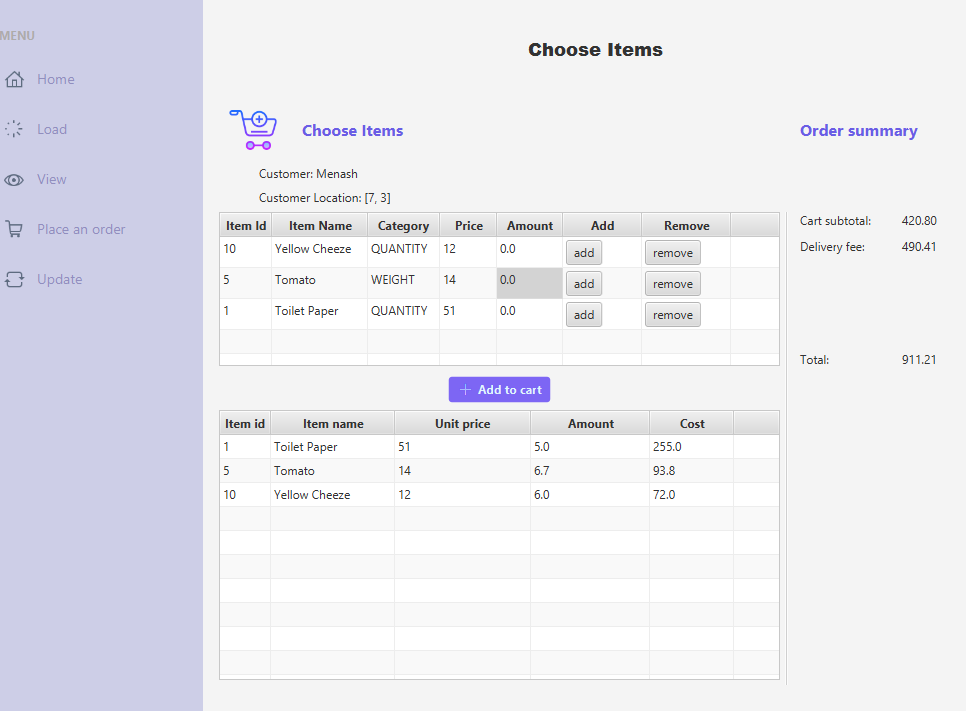 MENU
Home
Load
View
Place an order
Update
Choose Items
Choose Items
Customer: Menash
Customer Location: [7, 3]
Item Id Item Name Category Price Amount Add Remove
10 Yellow Cheeze QUANTITY 12 0.0 add remove
5 Tomato WEIGHT 14 0.0 add remove
1 Toilet Paper QUANTITY 51 0.0 add remove
Add to cart
Item id Item name Unit price Amount Cost
1 Toilet Paper 51 5.0 255.0
5 Tomato 14 6.7 93.8
10 Yellow Cheeze 12 6.0 72.0
Order summary
Cart subtotal: 420.80
Delivery fee: 490.41
Total: 911.21